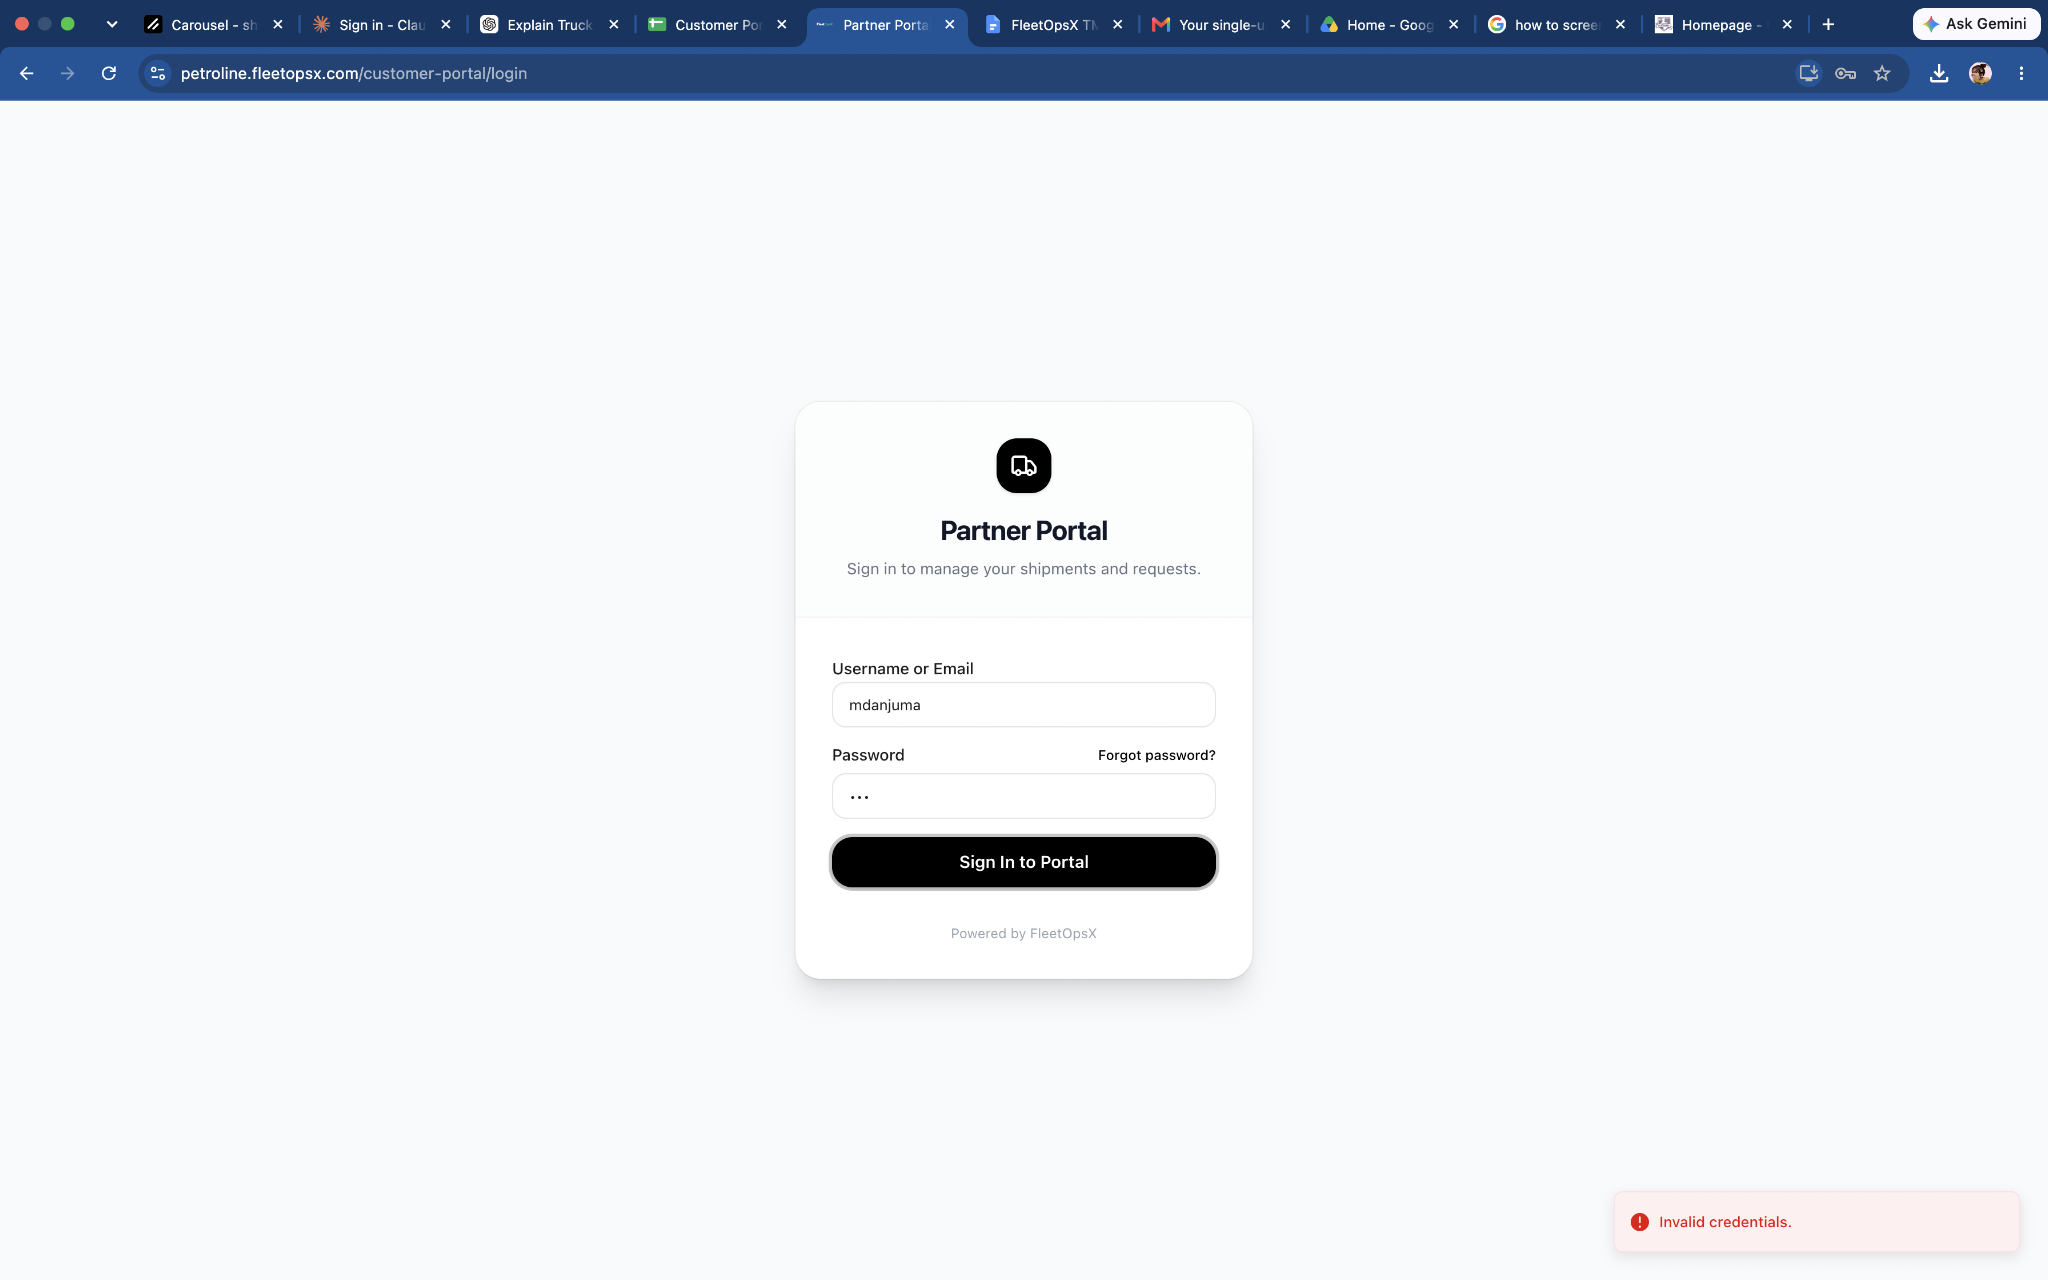 Carousel - sh
Sign in - Clau
Explain Truck
Customer Por
Partner Porta
FleetOpsX TM
Your single-u
Home - Goog
how to screen
Homepage -
Ask Gemini
petroline.fleetopsx.com/customer-portal/login
Partner Portal
Sign in to manage your shipments and requests.
Username or Email
mdanjuma
Password
Forgot password?
•••
Sign In to Portal
Powered by FleetOpsX
Invalid credentials.